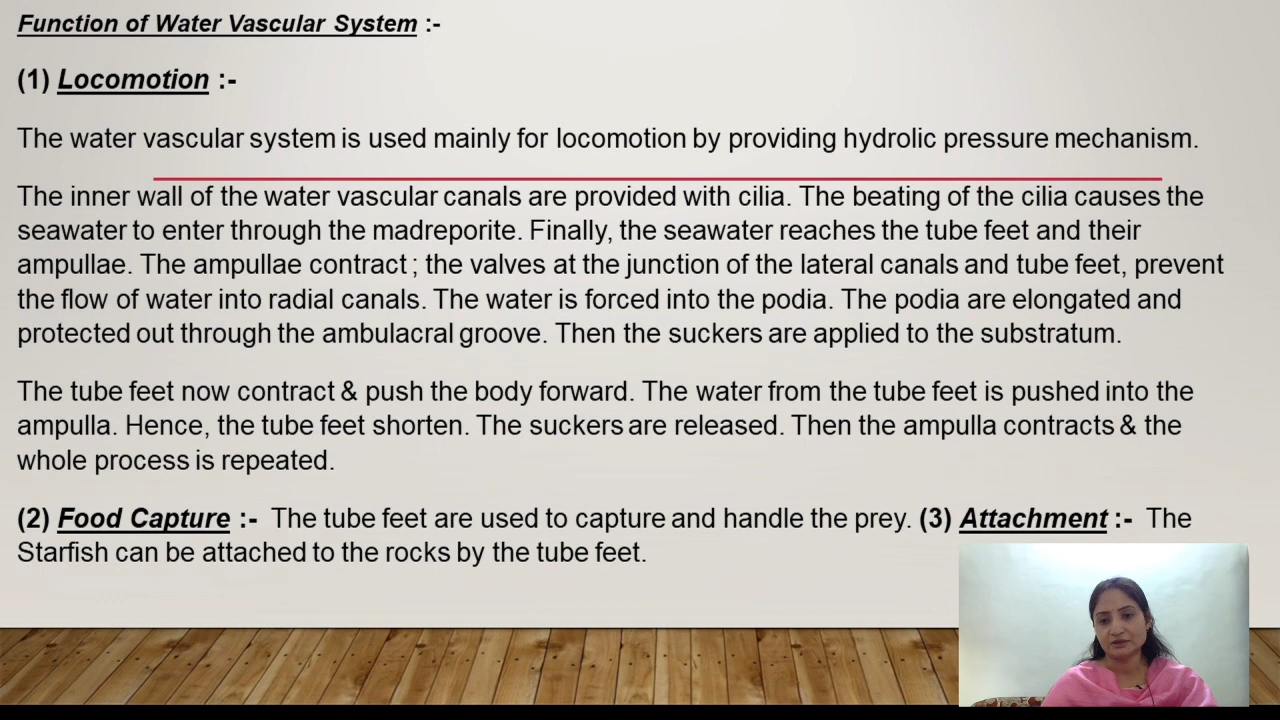 Function of Water Vascular System :-
(1) Locomotion :-
The water vascular system is used mainly for locomotion by providing hydrolic pressure mechanism.
The inner wall of the water vascular canals are provided with cilia. The beating of the cilia causes the
seawater to enter through the madreporite. Finally, the seawater reaches the tube feet and their
ampullae. The ampullae contract ; the valves at the junction of the lateral canals and tube feet, prevent
the flow of water into radial canals. The water is forced into the podia. The podia are elongated and
protected out through the ambulacral groove. Then the suckers are applied to the substratum.
The tube feet now contract & push the body forward. The water from the tube feet is pushed into the
ampulla. Hence, the tube feet shorten. The suckers are released. Then the ampulla contracts & the
whole process is repeated.
(2) Food Capture :- The tube feet are used to capture and handle the prey. (3) Attachment :- The
Starfish can be attached to the rocks by the tube feet.